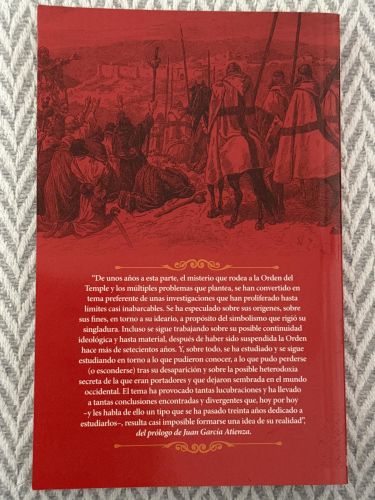 "De unos años a esta parte, el misterio que rodea a la Orden del
Temple y los múltiples problemas que plantea, se han convertido en
tema preferente de unas investigaciones que han proliferado hasta
límites casi inabarcables. Se ha especulado sobre sus orígenes, sobre
sus fines, en torno a su ideario, a propósito del simbolismo que rigió su
singladura. Incluso se sigue trabajando sobre su posible continuidad
ideológica y hasta material, después de haber sido suspendida la Orden
hace más de setecientos años. Y, sobre todo, se ha estudiado y se sigue
estudiando en torno a lo que pudieron conocer, a lo que pudo perderse
(o esconderse) tras su desaparición y sobre la posible heterodoxia
secreta de la que eran portadores y que dejaron sembrada en el mundo
occidental. El tema ha provocado tantas lucubraciones y ha llevado
a tantas conclusiones encontradas y divergentes que, hoy por hoy
–y les habla de ello un tipo que se ha pasado treinta años dedicado a
estudiarlos–, resulta casi imposible formarse una idea de su realidad",
del prólogo de Juan García Atienza.